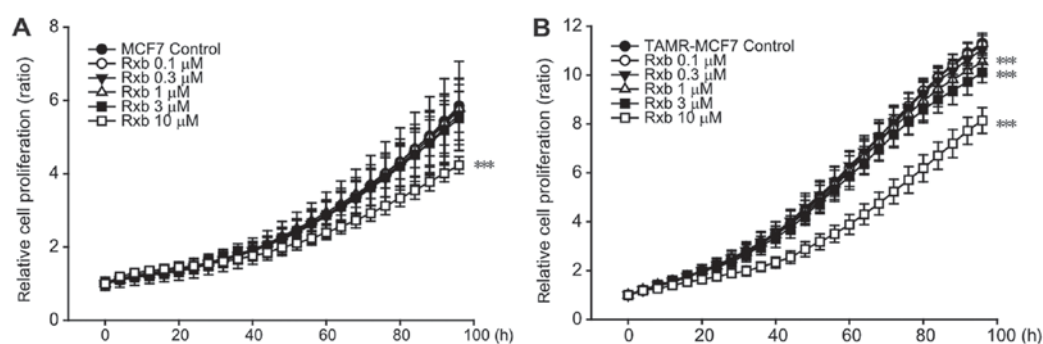 A
MCF7 Control
Rxb 0.1 μM
Rxb 0.3 μM
Rxb 1 μM
Rxb 3 μM
Rxb 10 μM
Relative cell proliferation (ratio)
8
6
4
2
0
***
0 20 40 60 80 100 (h)
B
TAMR-MCF7 Control
Rxb 0.1 μM
Rxb 0.3 μM
Rxb 1 μM
Rxb 3 μM
Rxb 10 μM
Relative cell proliferation (ratio)
12
10
8
6
4
2
0
***
***
***
0 20 40 60 80 100 (h)